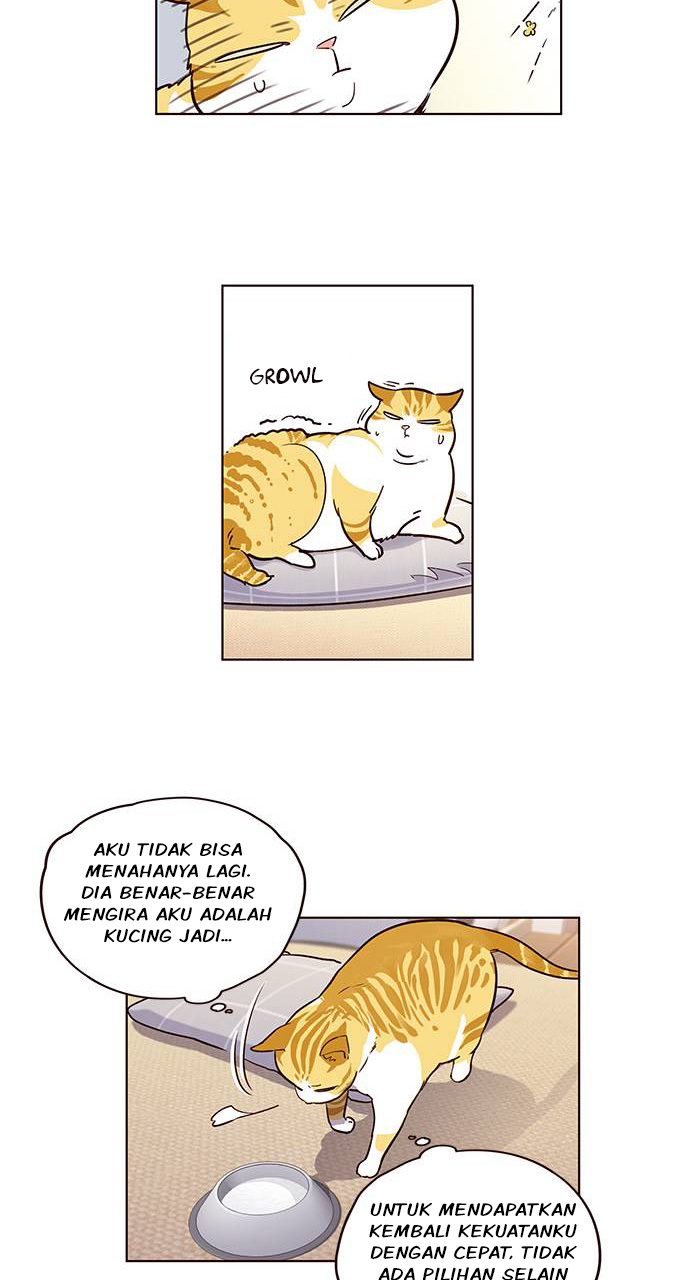 GROWL
AKU TIDAK BISA
MENAHANYA LAGI.
DIA BENAR-BENAR
MENGIRA AKU ADALAH
KUCING JADI...
UNTUK MENDAPATKAN
KEMBALI KEKUATANKU
DENGAN CEPAT, TIDAK
ADA PILIHAN SELAIN